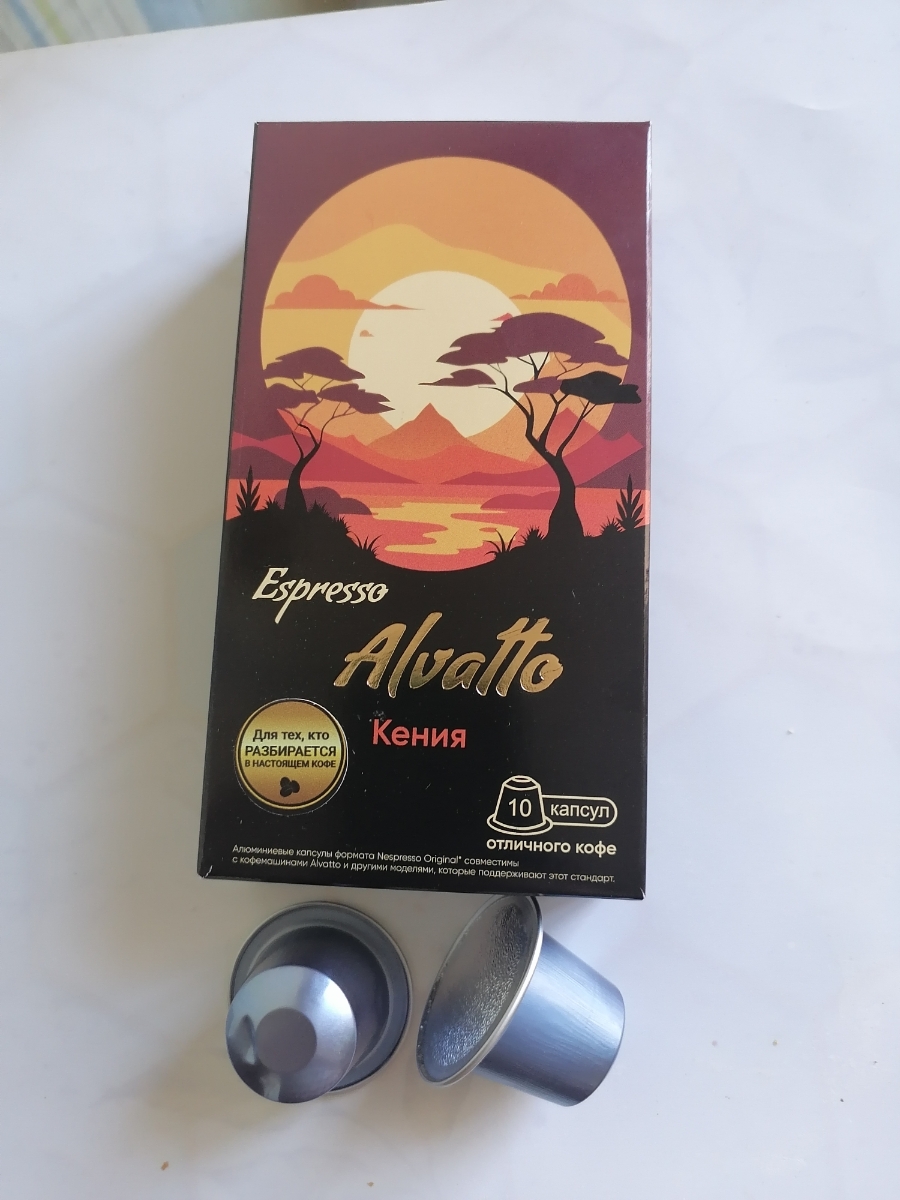 Espresso
Alvatto
Кения
Для тех, кто
РАЗБИРАЕТСЯ
В НАСТОЯЩЕМ КОФЕ
10 капсул
отличного кофе
Алюминиевые капсулы формата Nespresso Original* совместимы
с кофемашинами Alvatto и другими моделями, которые поддерживают этот стандарт.